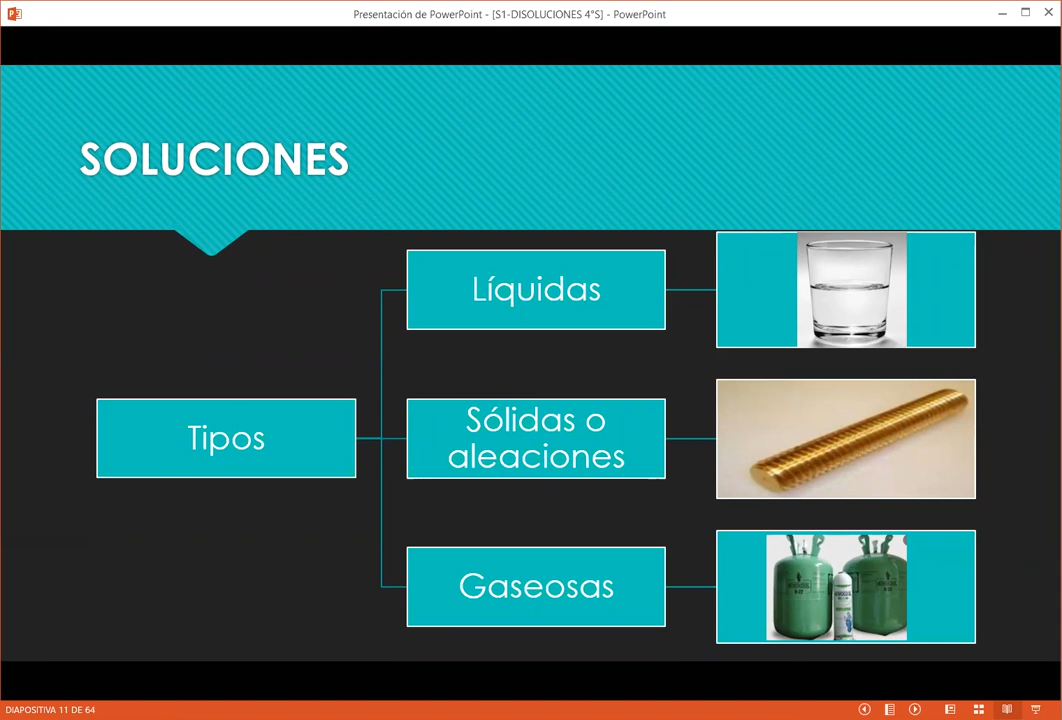 Presentación de PowerPoint - [S1-DISOLUCIONES 4°S] - PowerPoint
SOLUCIONES
Líquidas
Tipos
Sólidas o
aleaciones
Gaseosas
DIAPOSITIVA 11 DE 64